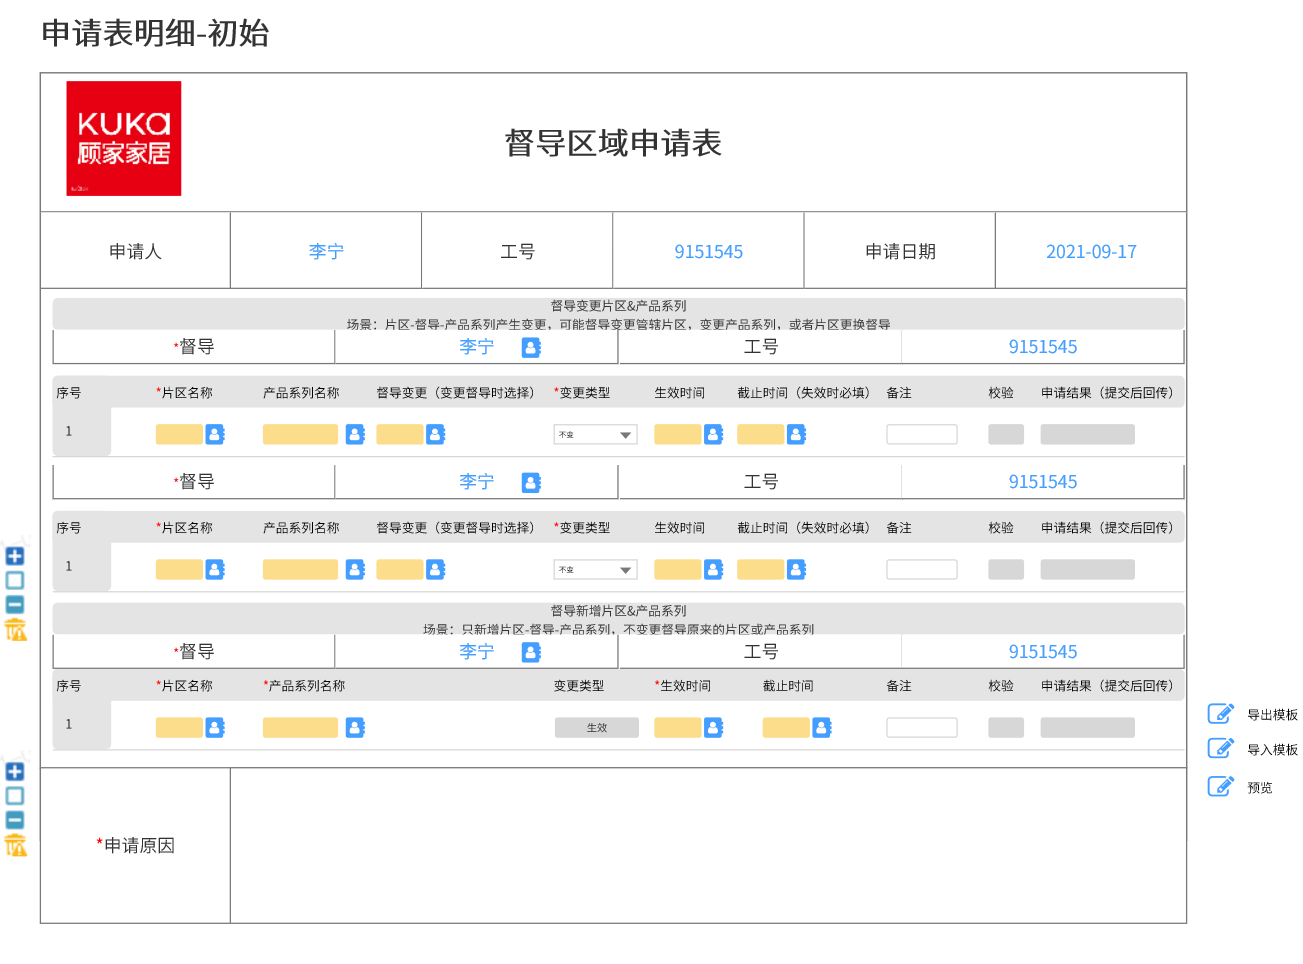 申请表明细-初始
KUKa
顾家家居
督导区域申请表
申请人 李宁 工号 9151545 申请日期 2021-09-17
督导变更片区&产品系列
场景：片区-督导-产品系列产生变更，可能督导变更管辖片区，变更产品系列，或者片区更换督导
*督导 李宁 工号 9151545
序号 *片区名称 产品系列名称 督导变更（变更督导时选择） *变更类型 生效时间 截止时间（失效时必填） 备注 校验 申请结果（提交后回传）
1 不变
*督导 李宁 工号 9151545
序号 *片区名称 产品系列名称 督导变更（变更督导时选择） *变更类型 生效时间 截止时间（失效时必填） 备注 校验 申请结果（提交后回传）
1 不变
督导新增片区&产品系列
场景：只新增片区-督导-产品系列，不变更督导原来的片区或产品系列
*督导 李宁 工号 9151545
序号 *片区名称 *产品系列名称 变更类型 *生效时间 截止时间 备注 校验 申请结果（提交后回传）
1 生效
导出模板
导入模板
预览
*申请原因